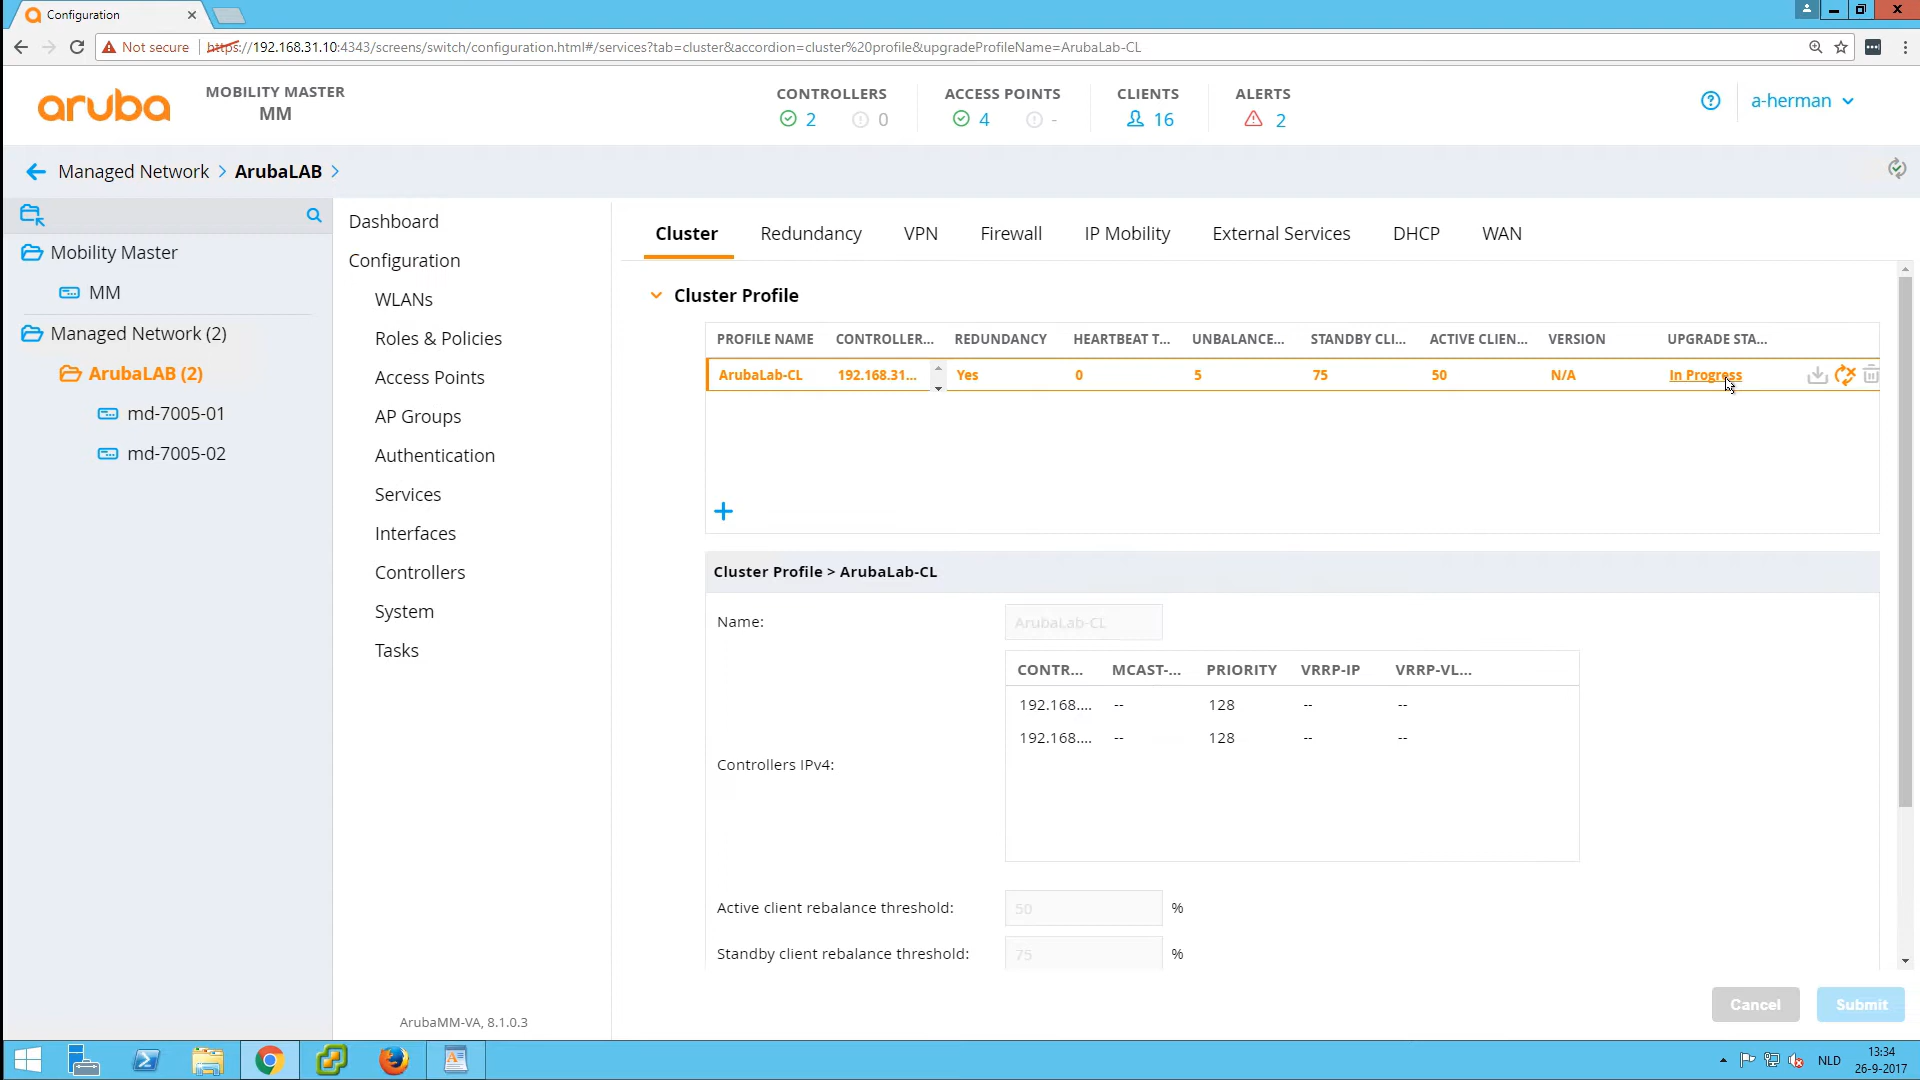 Configuration
Not secure https://192.168.31.10:4343/screens/switch/configuration.html#/services?tab=cluster&accordion=cluster%20profile&upgradeProfileName=ArubaLab-CL
aruba
MOBILITY MASTER
MM
CONTROLLERS
2 0
ACCESS POINTS
4 -
CLIENTS
16
ALERTS
2
a-herman
Managed Network > ArubaLAB >
Mobility Master
MM
Managed Network (2)
ArubaLAB (2)
md-7005-01
md-7005-02
Dashboard
Configuration
WLANs
Roles & Policies
Access Points
AP Groups
Authentication
Services
Interfaces
Controllers
System
Tasks
ArubaMM-VA, 8.1.0.3
Cluster Redundancy VPN Firewall IP Mobility External Services DHCP WAN
Cluster Profile
PROFILE NAME CONTROLLER... REDUNDANCY HEARTBEAT T... UNBALANCE... STANDBY CLI... ACTIVE CLIEN... VERSION UPGRADE STA...
ArubaLab-CL 192.168.31... Yes 0 5 75 50 N/A In Progress
+
Cluster Profile > ArubaLab-CL
Name: ArubaLab-CL
Controllers IPv4:
CONTR... MCAST-... PRIORITY VRRP-IP VRRP-VL...
192.168.... -- 128 -- --
192.168.... -- 128 -- --
Active client rebalance threshold: 50 %
Standby client rebalance threshold: 75 %
Cancel Submit
NLD
13:34
26-9-2017